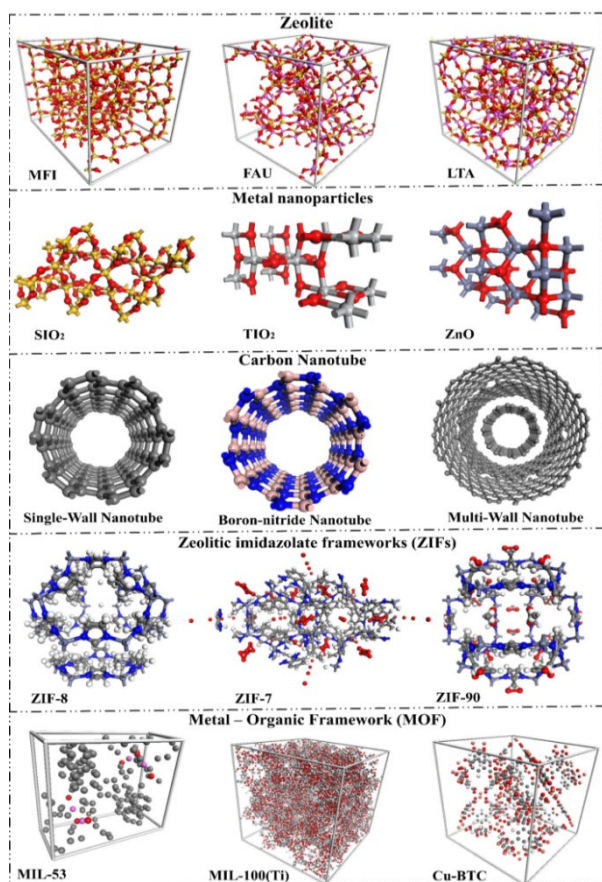 Zeolite
MFI
FAU
LTA
Metal nanoparticles
SIO₂
TIO₂
ZnO
Carbon Nanotube
Single-Wall Nanotube
Boron-nitride Nanotube
Multi-Wall Nanotube
Zeolitic imidazolate frameworks (ZIFs)
ZIF-8
ZIF-7
ZIF-90
Metal – Organic Framework (MOF)
MIL-53
MIL-100(Ti)
Cu-BTC